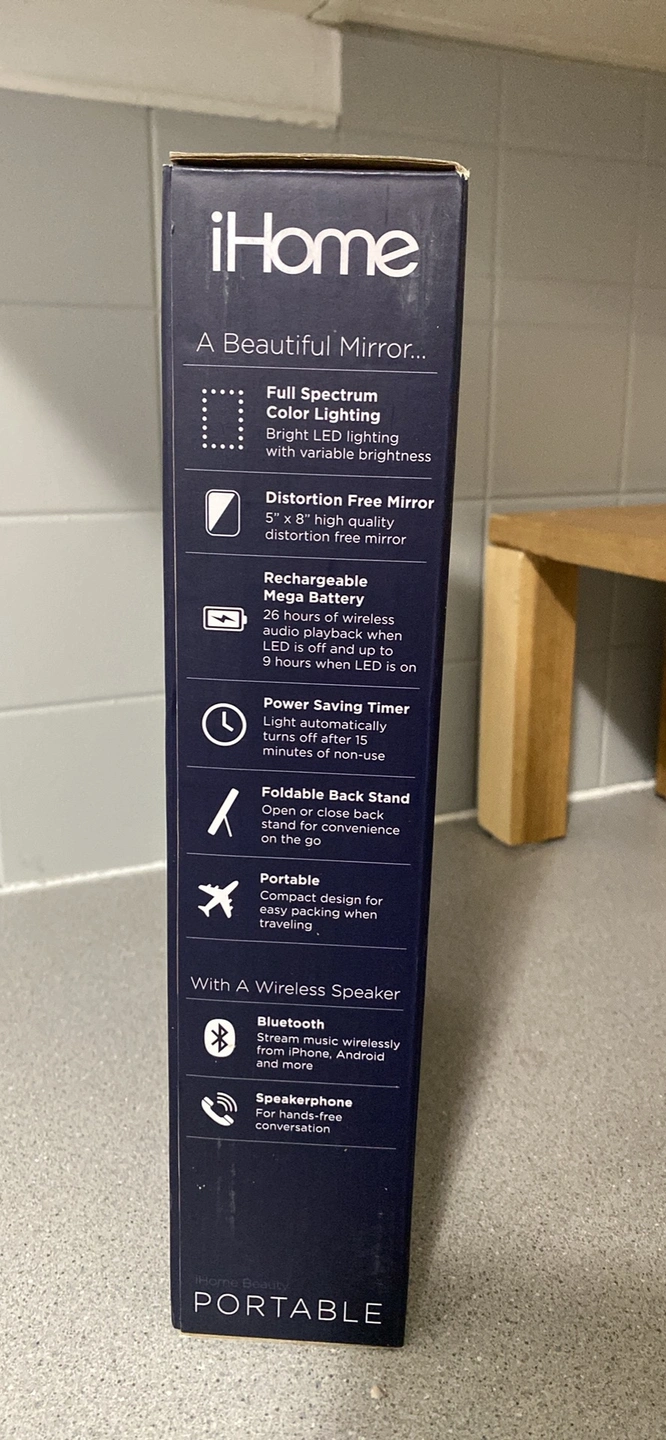 iHome
A Beautiful Mirror...
Full Spectrum
Color Lighting
Bright LED lighting
with variable brightness
Distortion Free Mirror
5" x 8" high quality
distortion free mirror
Rechargeable
Mega Battery
26 hours of wireless
audio playback when
LED is off and up to
9 hours when LED is on
Power Saving Timer
Light automatically
turns off after 15
minutes of non-use
Foldable Back Stand
Open or close back
stand for convenience
on the go
Portable
Compact design for
easy packing when
traveling
With A Wireless Speaker
Bluetooth
Stream music wirelessly
from iPhone, Android
and more
Speakerphone
For hands-free
conversation
iHome Beauty
PORTABLE